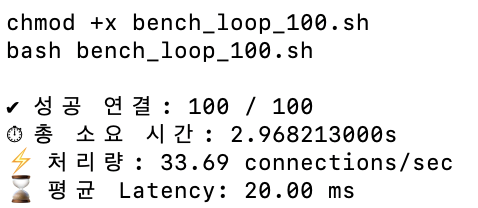 chmod +x bench_loop_100.sh
bash bench_loop_100.sh
✔ 성공 연결: 100 / 100
⏱ 총 소요 시간: 2.968213000s
⚡ 처리량: 33.69 connections/sec
⌛ 평균 Latency: 20.00 ms